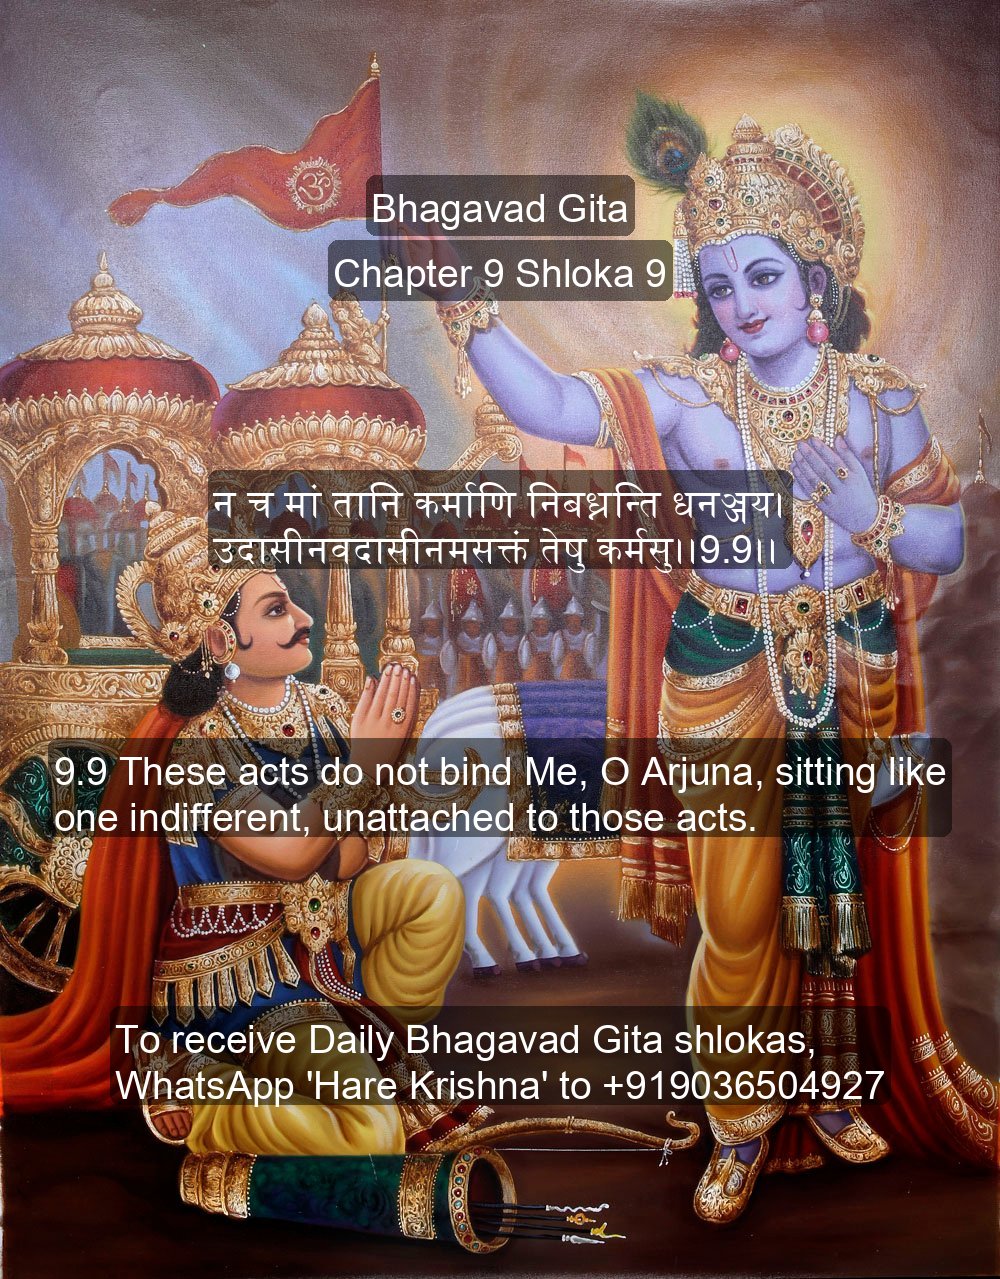 Bhagavad Gita
Chapter 9 Shloka 9
ॐ
न च मां तानि कर्माणि निबध्नन्ति धनञ्जय।
उदासीनवदासीनमसक्तं तेषु कर्मसु।।9.9।।
9.9 These acts do not bind Me, O Arjuna, sitting like
one indifferent, unattached to those acts.
To receive Daily Bhagavad Gita shlokas,
WhatsApp 'Hare Krishna' to +919036504927